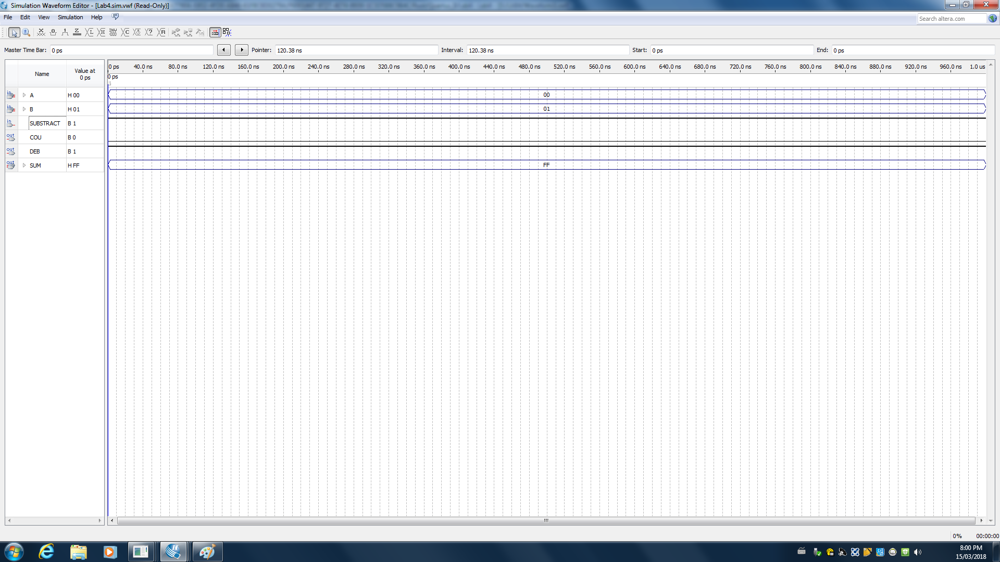 Simulation Waveform Editor - [Lab4.sim.vwf (Read-Only)]
File Edit View Simulation Help
Search altera.com
Master Time Bar: 0 ps Pointer: 120.38 ns Interval: 120.38 ns Start: 0 ps End: 0 ps
Name Value at 0 ps
0 ps 40.0 ns 80.0 ns 120.0 ns 160.0 ns 200.0 ns 240.0 ns 280.0 ns 320.0 ns 360.0 ns 400.0 ns 440.0 ns 480.0 ns 520.0 ns 560.0 ns 600.0 ns 640.0 ns 680.0 ns 720.0 ns 760.0 ns 800.0 ns 840.0 ns 880.0 ns 920.0 ns 960.0 ns 1.0 us
0 ps
in A H 00 00
in B H 01 01
in SUBSTRACT B 1
out COU B 0
out DEB B 1
out SUM H FF FF
0% 00:00:00
8:00 PM
15/03/2018